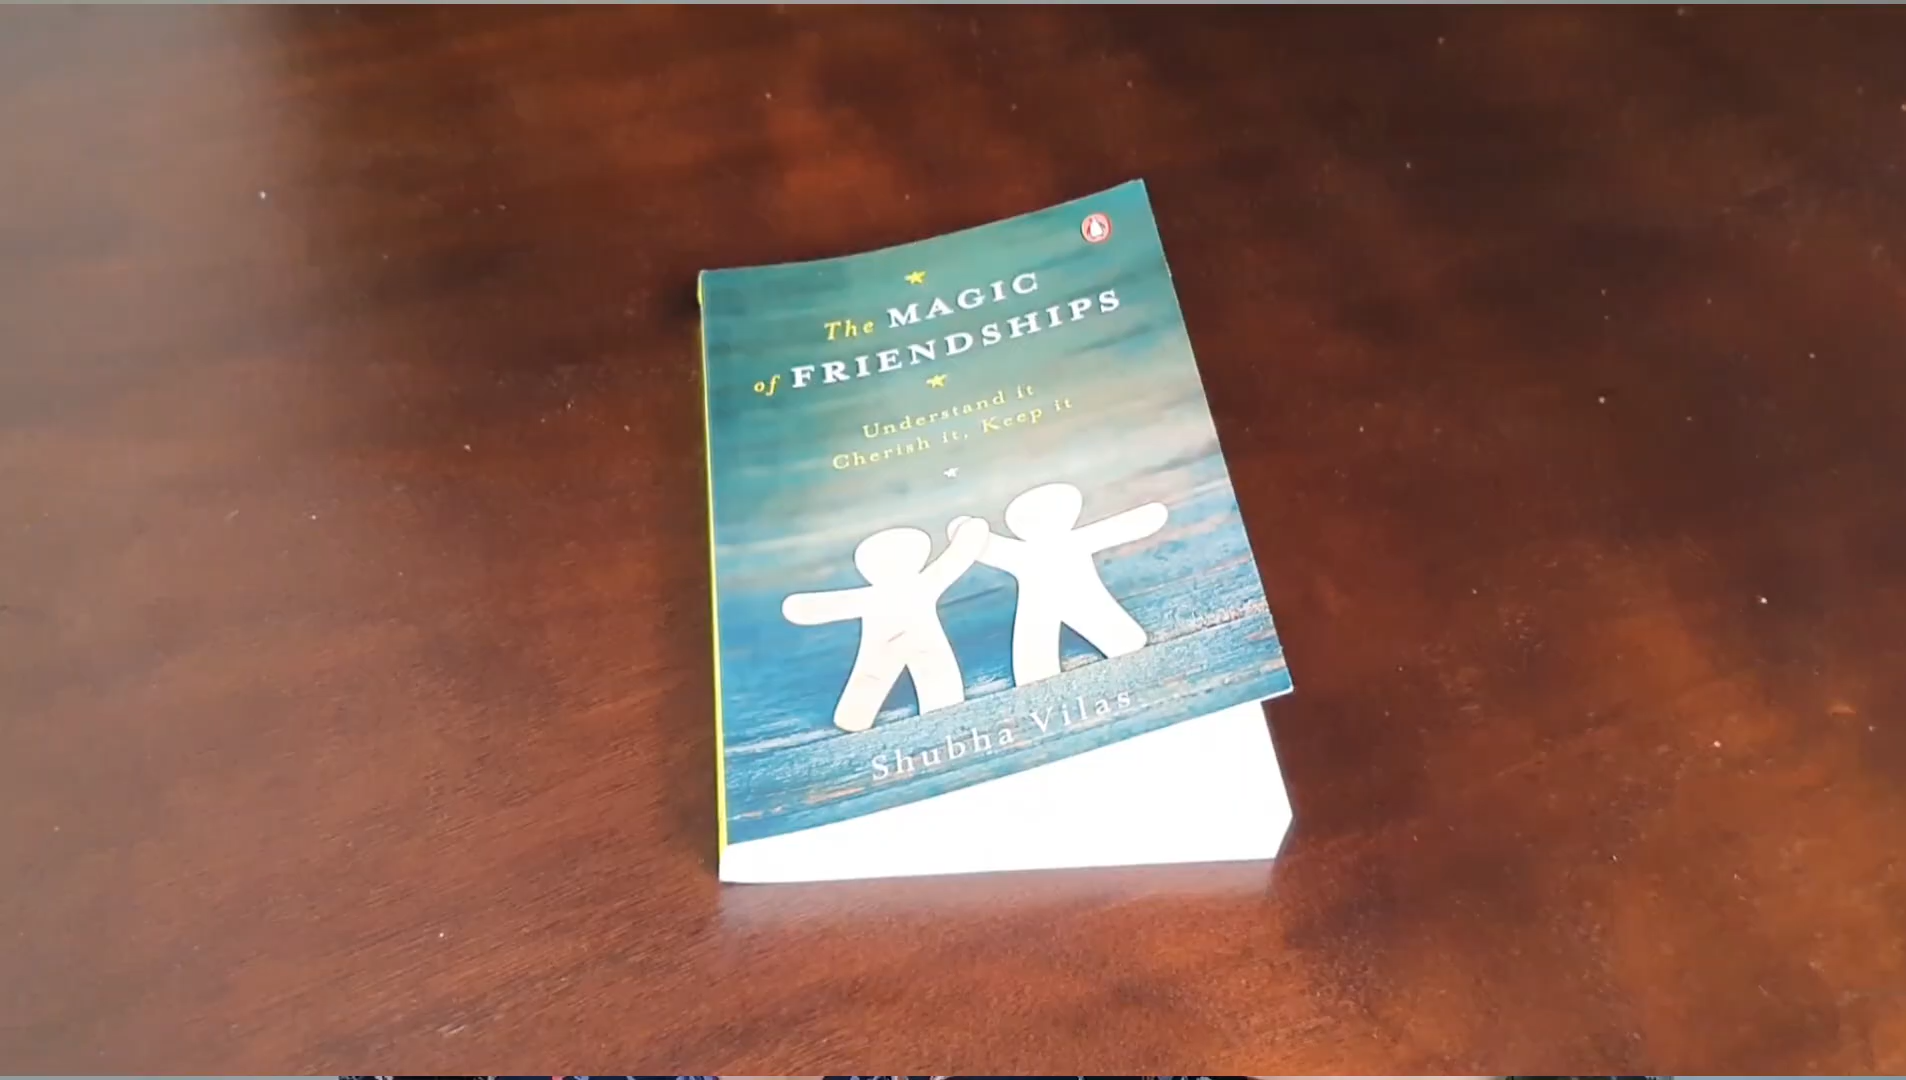 The MAGIC
of FRIENDSHIPS
Understand it
Cherish it, Keep it
Shubha Vilas